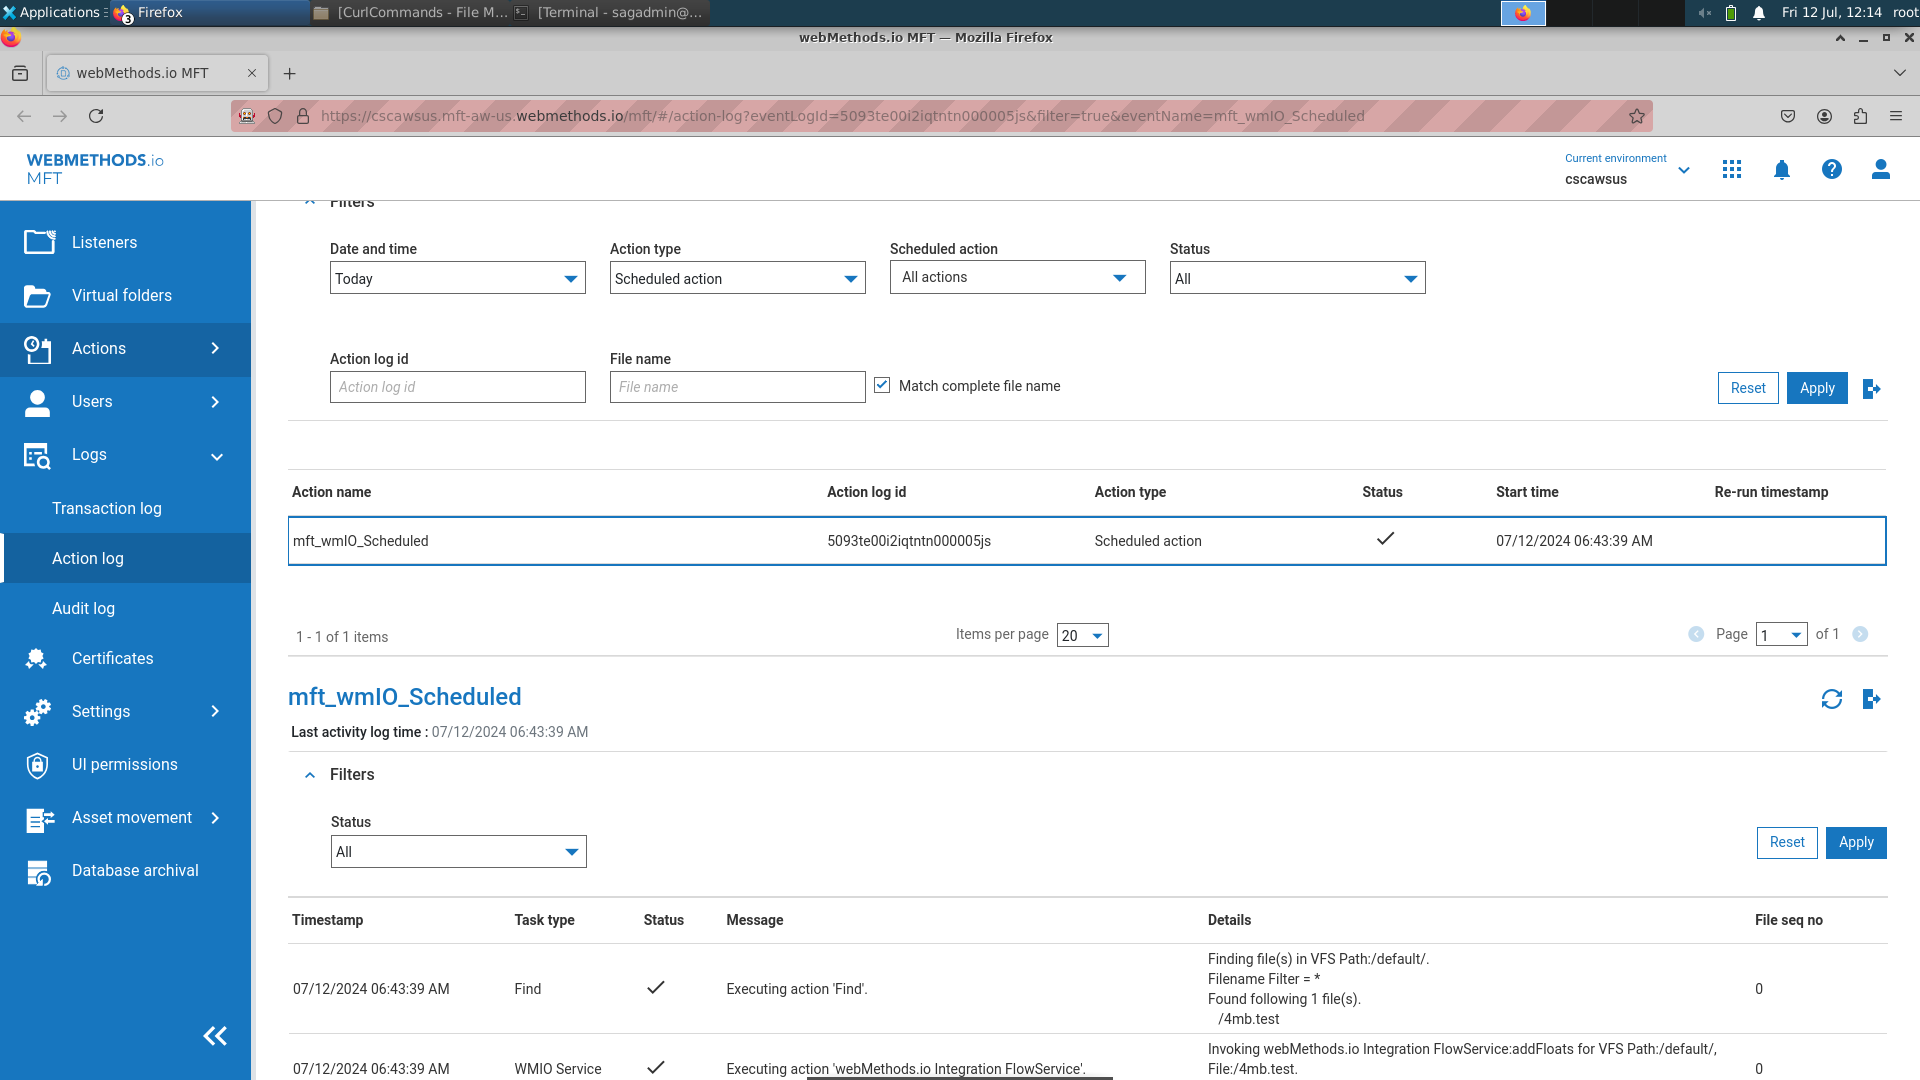 Applications
Firefox
[CurlCommands - File M...
[Terminal - sagadmin@...
Fri 12 Jul, 12:14
root
3
webMethods.io MFT — Mozilla Firefox
webMethods.io MFT
https://cscawsus.mft-aw-us.webmethods.io/mft/#/action-log?eventLogId=5093te00i2iqtntn000005js&filter=true&eventName=mft_wmIO_Scheduled
WEBMETHODS.io
MFT
Current environment
cscawsus
Listeners
Virtual folders
Actions
Users
Logs
Transaction log
Action log
Audit log
Certificates
Settings
UI permissions
Asset movement
Database archival
Filters
Date and time Action type Scheduled action Status
Today Scheduled action All actions All
Action log id File name
Action log id File name Match complete file name
Reset Apply
Action name Action log id Action type Status Start time Re-run timestamp
mft_wmIO_Scheduled 5093te00i2iqtntn000005js Scheduled action 07/12/2024 06:43:39 AM
1 - 1 of 1 items Items per page 20 Page 1 of 1
mft_wmIO_Scheduled
Last activity log time : 07/12/2024 06:43:39 AM
Filters
Status
All
Reset Apply
Timestamp Task type Status Message Details File seq no
07/12/2024 06:43:39 AM Find Executing action 'Find'. 0
Finding file(s) in VFS Path:/default/.
Filename Filter = *
Found following 1 file(s).
/4mb.test
07/12/2024 06:43:39 AM WMIO Service Executing action 'webMethods.io Integration FlowService'. 0
Invoking webMethods.io Integration FlowService:addFloats for VFS Path:/default/,
File:/4mb.test.